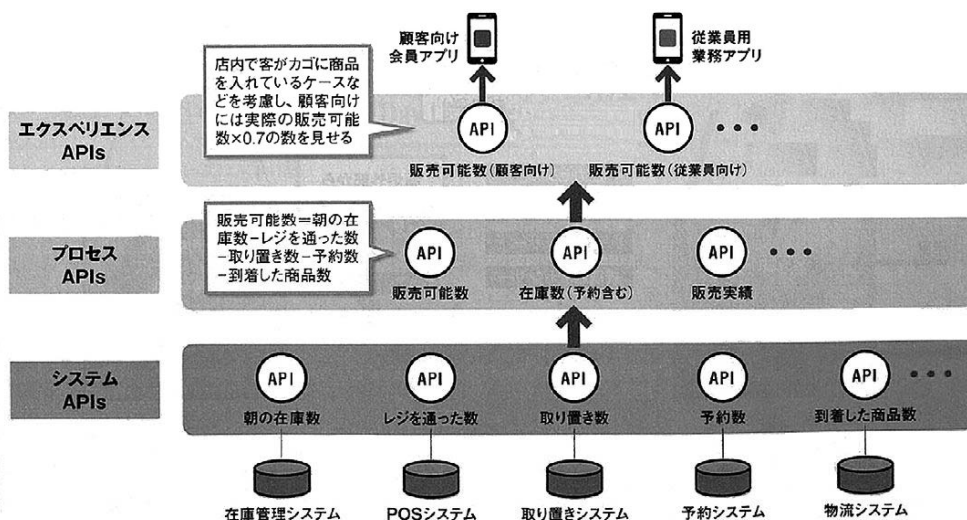 顧客向け
会員アプリ
従業員用
業務アプリ
店内で客がカゴに商品
を入れているケースな
どを考慮し、顧客向け
には実際の販売可能
数×0.7の数を見せる
エクスペリエンス
APIs
API
API
販売可能数(顧客向け)
販売可能数(従業員向け)
販売可能数=朝の在
庫数-レジを通った数
-取り置き数-予約数
-到着した商品数
プロセス
APIs
API
API
API
販売可能数
在庫数(予約含む)
販売実績
システム
APIs
API
API
API
API
API
朝の在庫数
レジを通った数
取り置き数
予約数
到着した商品数
在庫管理システム
POSシステム
取り置きシステム
予約システム
物流システム